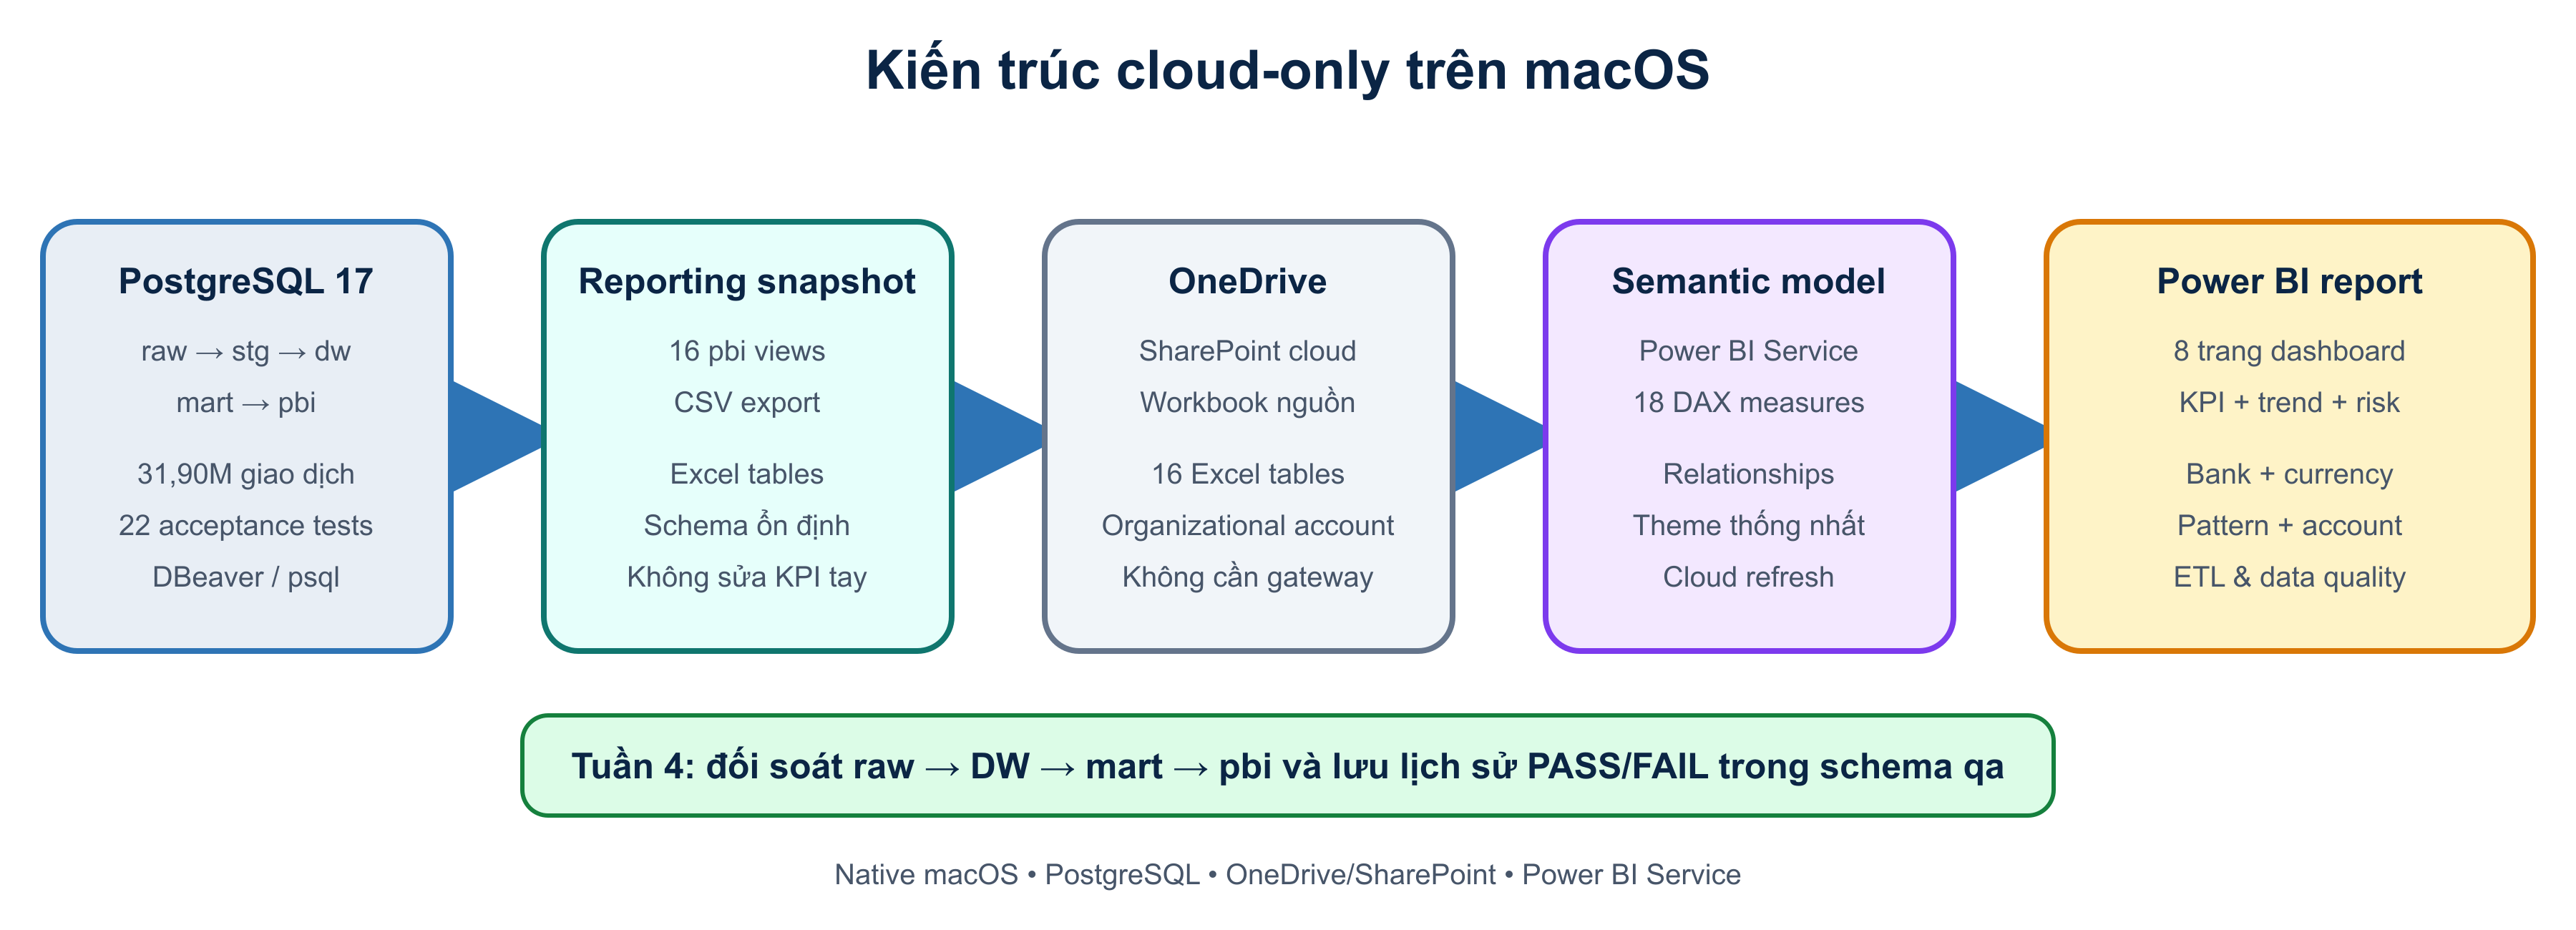 Kiến trúc cloud-only trên macOS
PostgreSQL 17
raw → stg → dw
mart → pbi
31,90M giao dịch
22 acceptance tests
DBeaver / psql
Reporting snapshot
16 pbi views
CSV export
Excel tables
Schema ổn định
Không sửa KPI tay
OneDrive
SharePoint cloud
Workbook nguồn
16 Excel tables
Organizational account
Không cần gateway
Semantic model
Power BI Service
18 DAX measures
Relationships
Theme thống nhất
Cloud refresh
Power BI report
8 trang dashboard
KPI + trend + risk
Bank + currency
Pattern + account
ETL & data quality
Tuần 4: đối soát raw → DW → mart → pbi và lưu lịch sử PASS/FAIL trong schema qa
Native macOS • PostgreSQL • OneDrive/SharePoint • Power BI Service